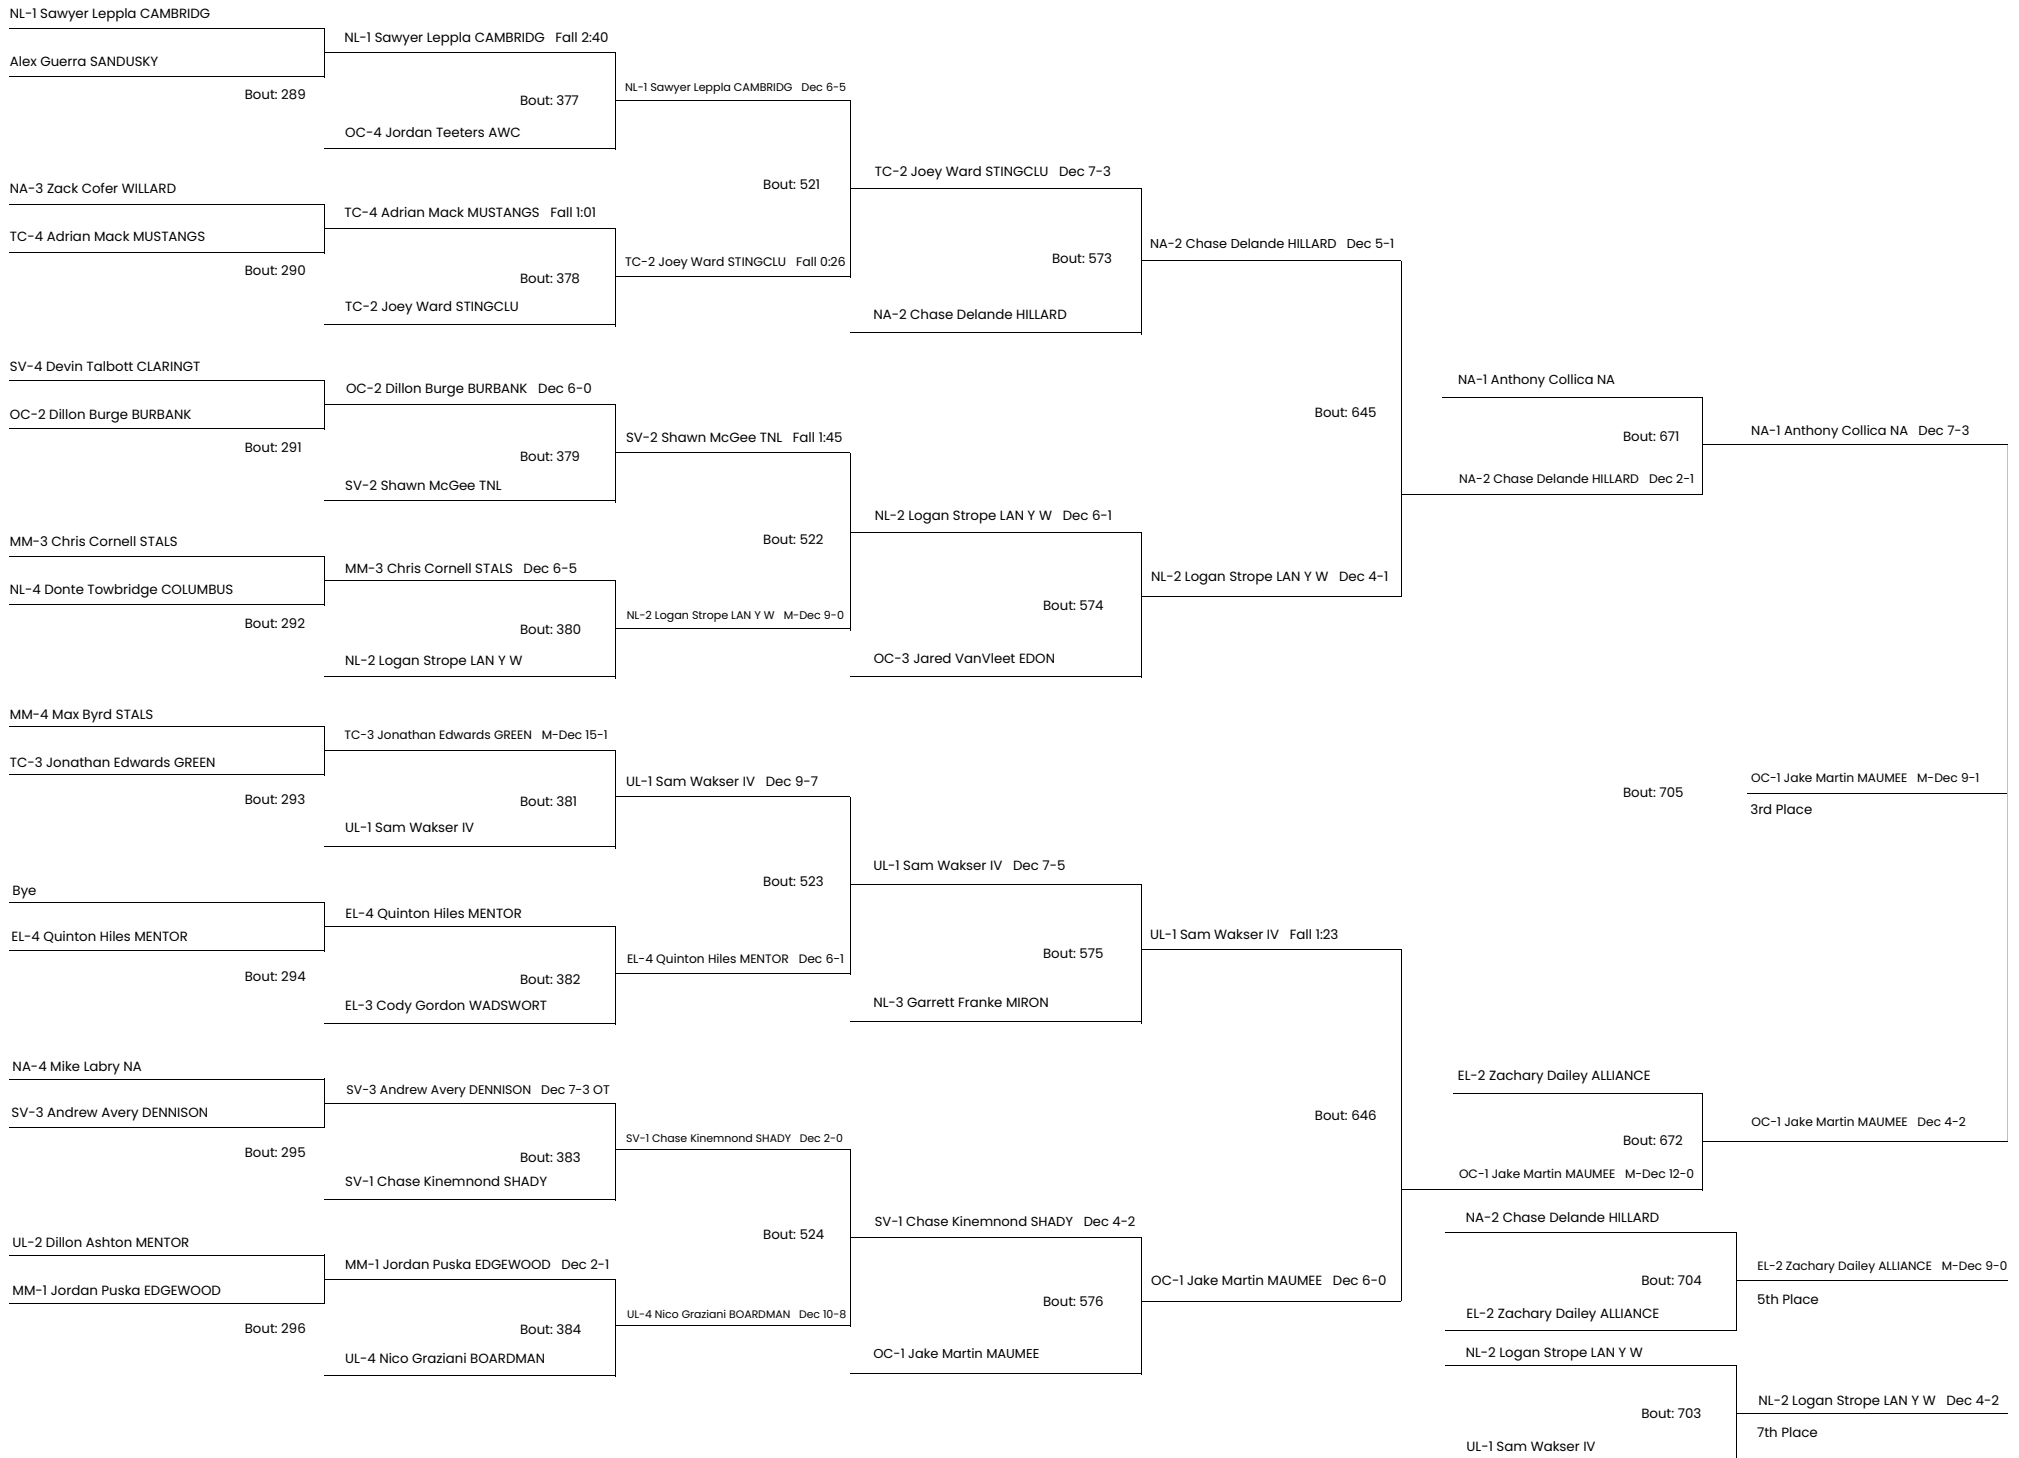 NL-1 Sawyer Leppla CAMBRIDG
Alex Guerra SANDUSKY
Bout: 289
NA-3 Zack Cofer WILLARD
TC-4 Adrian Mack MUSTANGS
Bout: 290
SV-4 Devin Talbott CLARINGT
OC-2 Dillon Burge BURBANK
Bout: 291
MM-3 Chris Cornell STALS
NL-4 Donte Towbridge COLUMBUS
Bout: 292
MM-4 Max Byrd STALS
TC-3 Jonathan Edwards GREEN
Bout: 293
Bye
EL-4 Quinton Hiles MENTOR
Bout: 294
NA-4 Mike Labry NA
SV-3 Andrew Avery DENNISON
Bout: 295
UL-2 Dillon Ashton MENTOR
MM-1 Jordan Puska EDGEWOOD
Bout: 296
NL-1 Sawyer Leppla CAMBRIDG Fall 2:40
Bout: 377
OC-4 Jordan Teeters AWC
TC-4 Adrian Mack MUSTANGS Fall 1:01
Bout: 378
TC-2 Joey Ward STINGCLU
OC-2 Dillon Burge BURBANK Dec 6-0
Bout: 379
SV-2 Shawn McGee TNL
MM-3 Chris Cornell STALS Dec 6-5
Bout: 380
NL-2 Logan Strope LAN Y W
TC-3 Jonathan Edwards GREEN M-Dec 15-1
Bout: 381
UL-1 Sam Wakser IV
EL-4 Quinton Hiles MENTOR
Bout: 382
EL-3 Cody Gordon WADSWORT
SV-3 Andrew Avery DENNISON Dec 7-3 OT
Bout: 383
SV-1 Chase Kinemnond SHADY
MM-1 Jordan Puska EDGEWOOD Dec 2-1
Bout: 384
UL-4 Nico Graziani BOARDMAN
NL-1 Sawyer Leppla CAMBRIDG Dec 6-5
Bout: 521
TC-2 Joey Ward STINGCLU Fall 0:26
SV-2 Shawn McGee TNL Fall 1:45
Bout: 522
NL-2 Logan Strope LAN Y W M-Dec 9-0
UL-1 Sam Wakser IV Dec 9-7
Bout: 523
EL-4 Quinton Hiles MENTOR Dec 6-1
SV-1 Chase Kinemnond SHADY Dec 2-0
Bout: 524
UL-4 Nico Graziani BOARDMAN Dec 10-8
TC-2 Joey Ward STINGCLU Dec 7-3
Bout: 573
NA-2 Chase Delande HILLARD
NL-2 Logan Strope LAN Y W Dec 6-1
Bout: 574
OC-3 Jared VanVleet EDON
UL-1 Sam Wakser IV Dec 7-5
Bout: 575
NL-3 Garrett Franke MIRON
SV-1 Chase Kinemnond SHADY Dec 4-2
Bout: 576
OC-1 Jake Martin MAUMEE
NA-2 Chase Delande HILLARD Dec 5-1
Bout: 645
NL-2 Logan Strope LAN Y W Dec 4-1
UL-1 Sam Wakser IV Fall 1:23
Bout: 646
OC-1 Jake Martin MAUMEE Dec 6-0
NA-1 Anthony Collica NA
Bout: 671
NA-2 Chase Delande HILLARD Dec 2-1
EL-2 Zachary Dailey ALLIANCE
Bout: 672
OC-1 Jake Martin MAUMEE M-Dec 12-0
NA-1 Anthony Collica NA Dec 7-3
Bout: 705
OC-1 Jake Martin MAUMEE M-Dec 9-1
3rd Place
OC-1 Jake Martin MAUMEE Dec 4-2
NA-2 Chase Delande HILLARD
Bout: 704
EL-2 Zachary Dailey ALLIANCE
EL-2 Zachary Dailey ALLIANCE M-Dec 9-0
5th Place
NL-2 Logan Strope LAN Y W
Bout: 703
UL-1 Sam Wakser IV
NL-2 Logan Strope LAN Y W Dec 4-2
7th Place